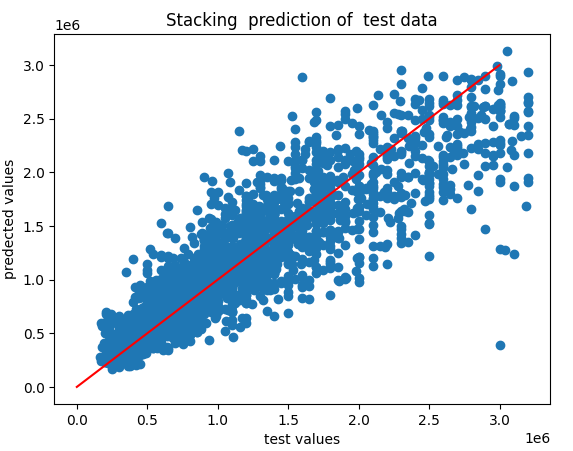 Stacking  prediction of  test data
1e6
3.0
2.5
2.0
1.5
1.0
0.5
0.0
predected values
0.0 0.5 1.0 1.5 2.0 2.5 3.0
test values
1e6